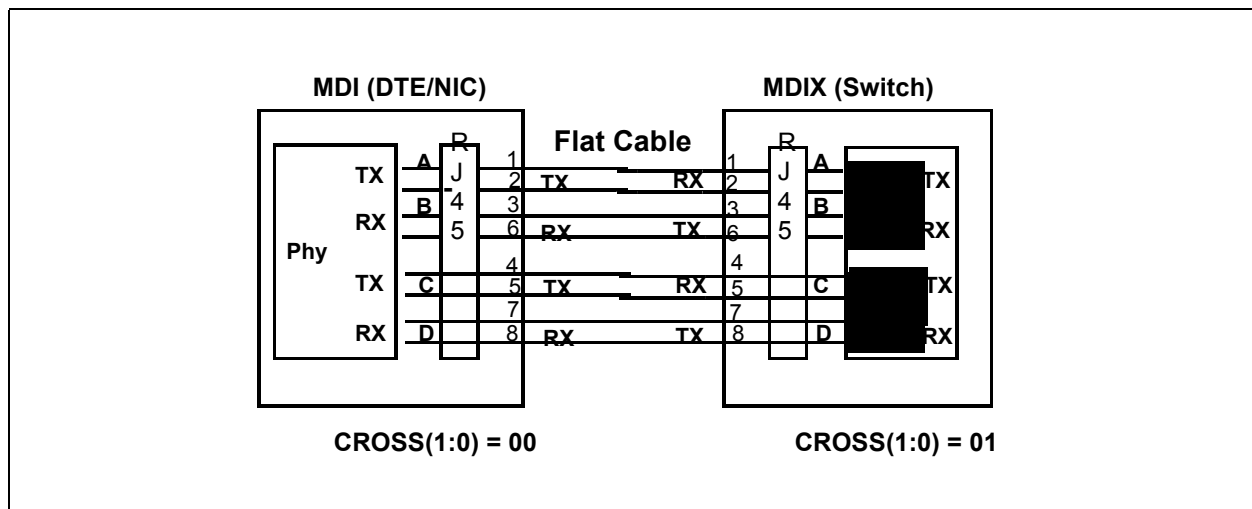 MDI (DTE/NIC)
MDIX (Switch)
Flat Cable
Phy
TX
RX
TX
RX
A
B
C
D
R
J
4
5
1
2
3
6
4
5
7
8
TX
RX
TX
RX
RX
TX
RX
TX
1
2
3
6
4
5
7
8
R
J
4
5
A
B
C
D
TX
RX
TX
RX
CROSS(1:0) = 00
CROSS(1:0) = 01